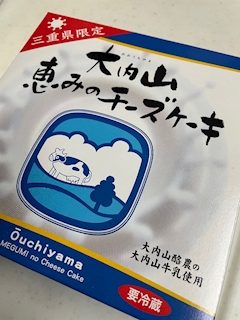 三重県限定
おおうちやま
大内山
恵みのチーズケーキ
大内山酪農の
大内山牛乳使用
Ōuchiyama
MEGUMI no Cheese Cake
要冷蔵